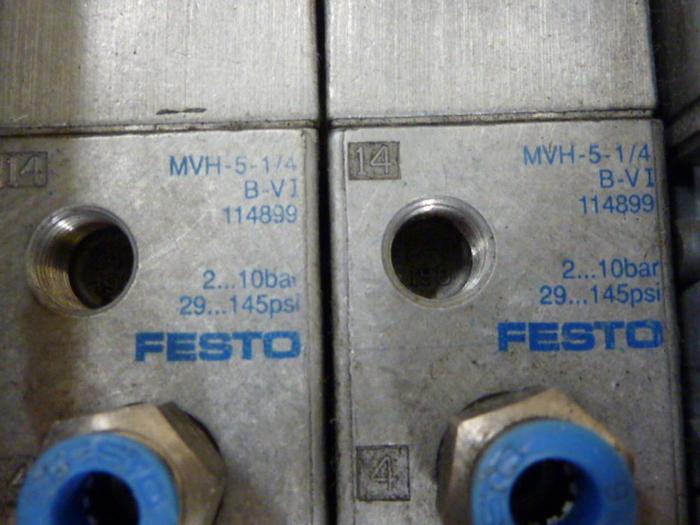 14
MVH-5-1/4
B-VI
114899
2...10bar
29...145psi
FESTO
14
MVH-5-1/4
B-VI
114899
2...10bar
29...145psi
FESTO
4
FESTO